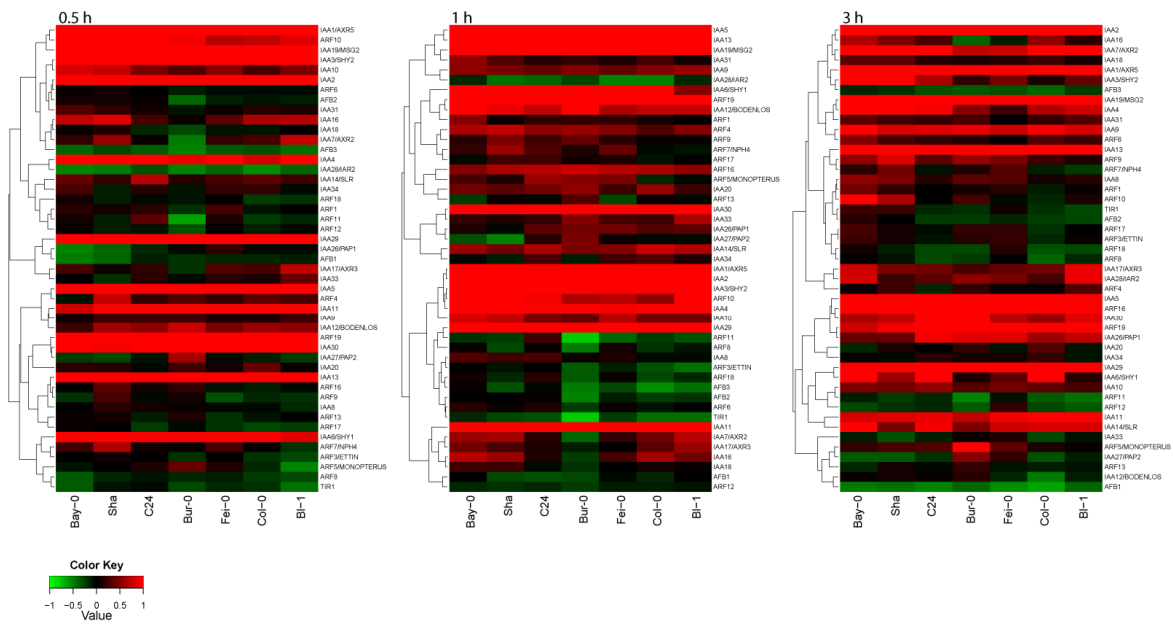 0.5 h
IAA1/AXR5
ARF10
IAA19/MSG2
IAA3/SHY2
IAA10
IAA2
ARF6
AFB2
IAA31
IAA16
IAA18
IAA7/AXR2
AFB3
IAA4
IAA28/IAR2
IAA14/SLR
IAA34
ARF18
ARF1
ARF11
ARF12
IAA29
IAA26/PAP1
AFB1
IAA17/AXR3
IAA33
IAA5
ARF4
IAA11
IAA9
IAA12/BODENLOS
ARF19
IAA30
IAA27/PAP2
IAA20
IAA13
ARF16
ARF9
IAA8
ARF13
ARF17
IAA6/SHY1
ARF7/NPH4
ARF3/ETTIN
ARF5/MONOPTERUS
ARF8
TIR1
Bay-0
Sha
C24
Bur-0
Fei-0
Col-0
Bl-1
1 h
IAA5
IAA13
IAA19/MSG2
IAA31
IAA9
IAA28/IAR2
IAA6/SHY1
ARF19
IAA12/BODENLOS
ARF1
ARF4
ARF9
ARF7/NPH4
ARF17
ARF16
ARF5/MONOPTERUS
IAA20
ARF13
IAA30
IAA33
IAA26/PAP1
IAA27/PAP2
IAA14/SLR
IAA34
IAA1/AXR5
IAA2
IAA3/SHY2
ARF10
IAA4
IAA10
IAA29
ARF11
ARF8
IAA8
ARF3/ETTIN
ARF18
AFB3
AFB2
ARF6
TIR1
IAA11
IAA7/AXR2
IAA17/AXR3
IAA16
IAA18
AFB1
ARF12
Bay-0
Sha
C24
Bur-0
Fei-0
Col-0
Bl-1
3 h
IAA2
IAA16
IAA7/AXR2
IAA18
IAA1/AXR5
IAA3/SHY2
AFB3
IAA19/MSG2
IAA4
IAA31
IAA9
ARF6
IAA13
ARF9
ARF7/NPH4
IAA8
ARF1
ARF10
TIR1
AFB2
ARF17
ARF3/ETTIN
ARF18
ARF8
IAA17/AXR3
IAA28/IAR2
ARF4
IAA5
ARF16
IAA30
ARF19
IAA26/PAP1
IAA20
IAA34
IAA29
IAA6/SHY1
IAA10
ARF11
ARF12
IAA11
IAA14/SLR
IAA33
ARF5/MONOPTERUS
IAA27/PAP2
ARF13
IAA12/BODENLOS
AFB1
Bay-0
Sha
C24
Bur-0
Fei-0
Col-0
Bl-1
Color Key
−1 −0.5 0 0.5 1
Value